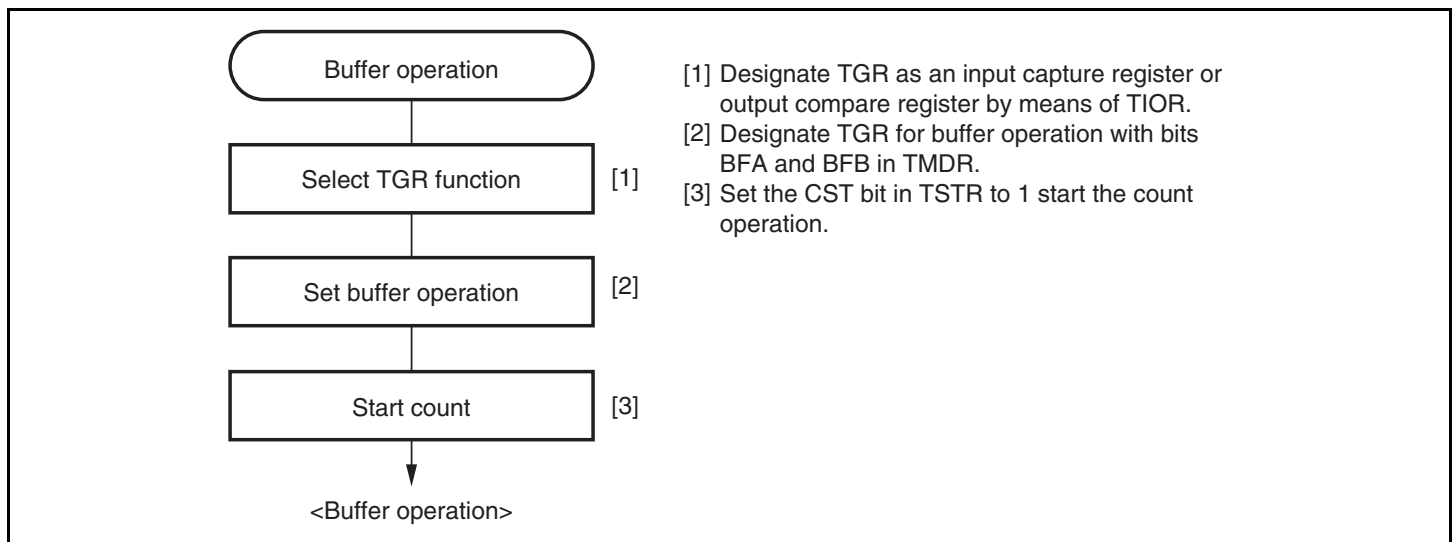 Buffer operation
Select TGR function
[1]
Set buffer operation
[2]
Start count
[3]
<Buffer operation>
[1] Designate TGR as an input capture register or
output compare register by means of TIOR.
[2] Designate TGR for buffer operation with bits
BFA and BFB in TMDR.
[3] Set the CST bit in TSTR to 1 start the count
operation.